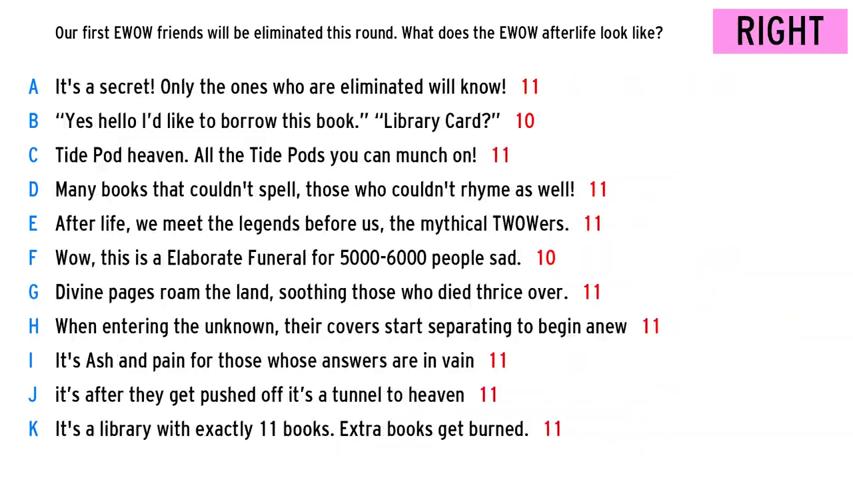 Our first EWOW friends will be eliminated this round. What does the EWOW afterlife look like?
RIGHT
A It's a secret! Only the ones who are eliminated will know! 11
B “Yes hello I’d like to borrow this book.” “Library Card?” 10
C Tide Pod heaven. All the Tide Pods you can munch on! 11
D Many books that couldn't spell, those who couldn't rhyme as well! 11
E After life, we meet the legends before us, the mythical TWOWers. 11
F Wow, this is a Elaborate Funeral for 5000-6000 people sad. 10
G Divine pages roam the land, soothing those who died thrice over. 11
H When entering the unknown, their covers start separating to begin anew 11
I It's Ash and pain for those whose answers are in vain 11
J it’s after they get pushed off it’s a tunnel to heaven 11
K It's a library with exactly 11 books. Extra books get burned. 11